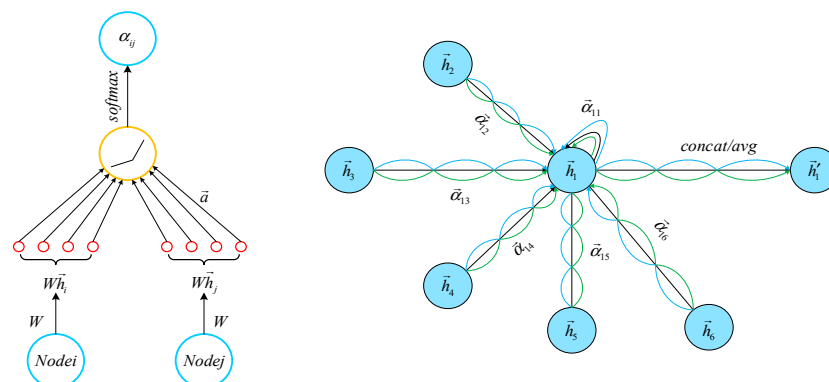 α_ij
softmax
a⃗
Wh⃗_i
Wh⃗_j
W
W
Nodei
Nodej
h⃗_2
α⃗_11
α⃗_12
h⃗_3
h⃗_1
concat/avg
h⃗_1′
α⃗_13
α⃗_14
α⃗_15
α⃗_16
h⃗_4
h⃗_5
h⃗_6